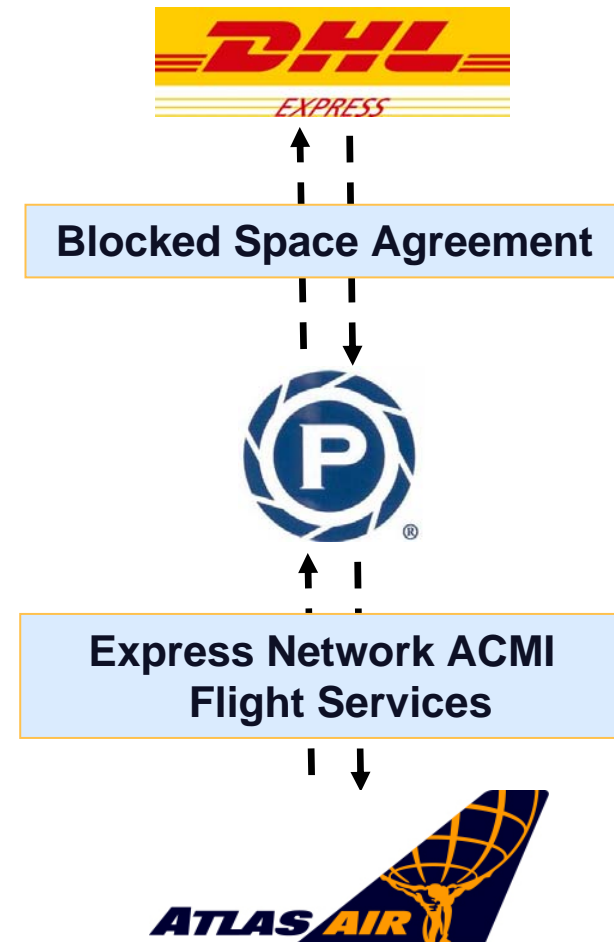 DHL
EXPRESS
Blocked Space Agreement
P
®
Express Network ACMI
Flight Services
ATLAS AIR